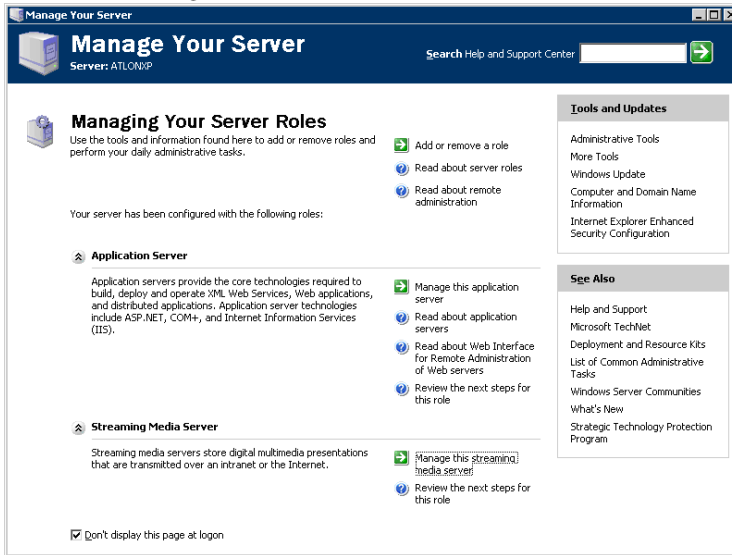 Manage Your Server
Manage Your Server
Server: ATLONXP
Search Help and Support Center
Managing Your Server Roles
Use the tools and information found here to add or remove roles and
perform your daily administrative tasks.
Add or remove a role
Read about server roles
Read about remote
administration
Your server has been configured with the following roles:
Application Server
Application servers provide the core technologies required to
build, deploy and operate XML Web Services, Web applications,
and distributed applications. Application server technologies
include ASP.NET, COM+, and Internet Information Services
(IIS).
Manage this application
server
Read about application
servers
Read about Web Interface
for Remote Administration
of Web servers
Review the next steps for
this role
Streaming Media Server
Streaming media servers store digital multimedia presentations
that are transmitted over an intranet or the Internet.
Manage this streaming
media server
Review the next steps for
this role
Don't display this page at logon
Tools and Updates
Administrative Tools
More Tools
Windows Update
Computer and Domain Name
Information
Internet Explorer Enhanced
Security Configuration
See Also
Help and Support
Microsoft TechNet
Deployment and Resource Kits
List of Common Administrative
Tasks
Windows Server Communities
What's New
Strategic Technology Protection
Program